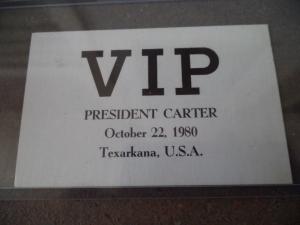 VIP
PRESIDENT CARTER
October 22, 1980
Texarkana, U.S.A.